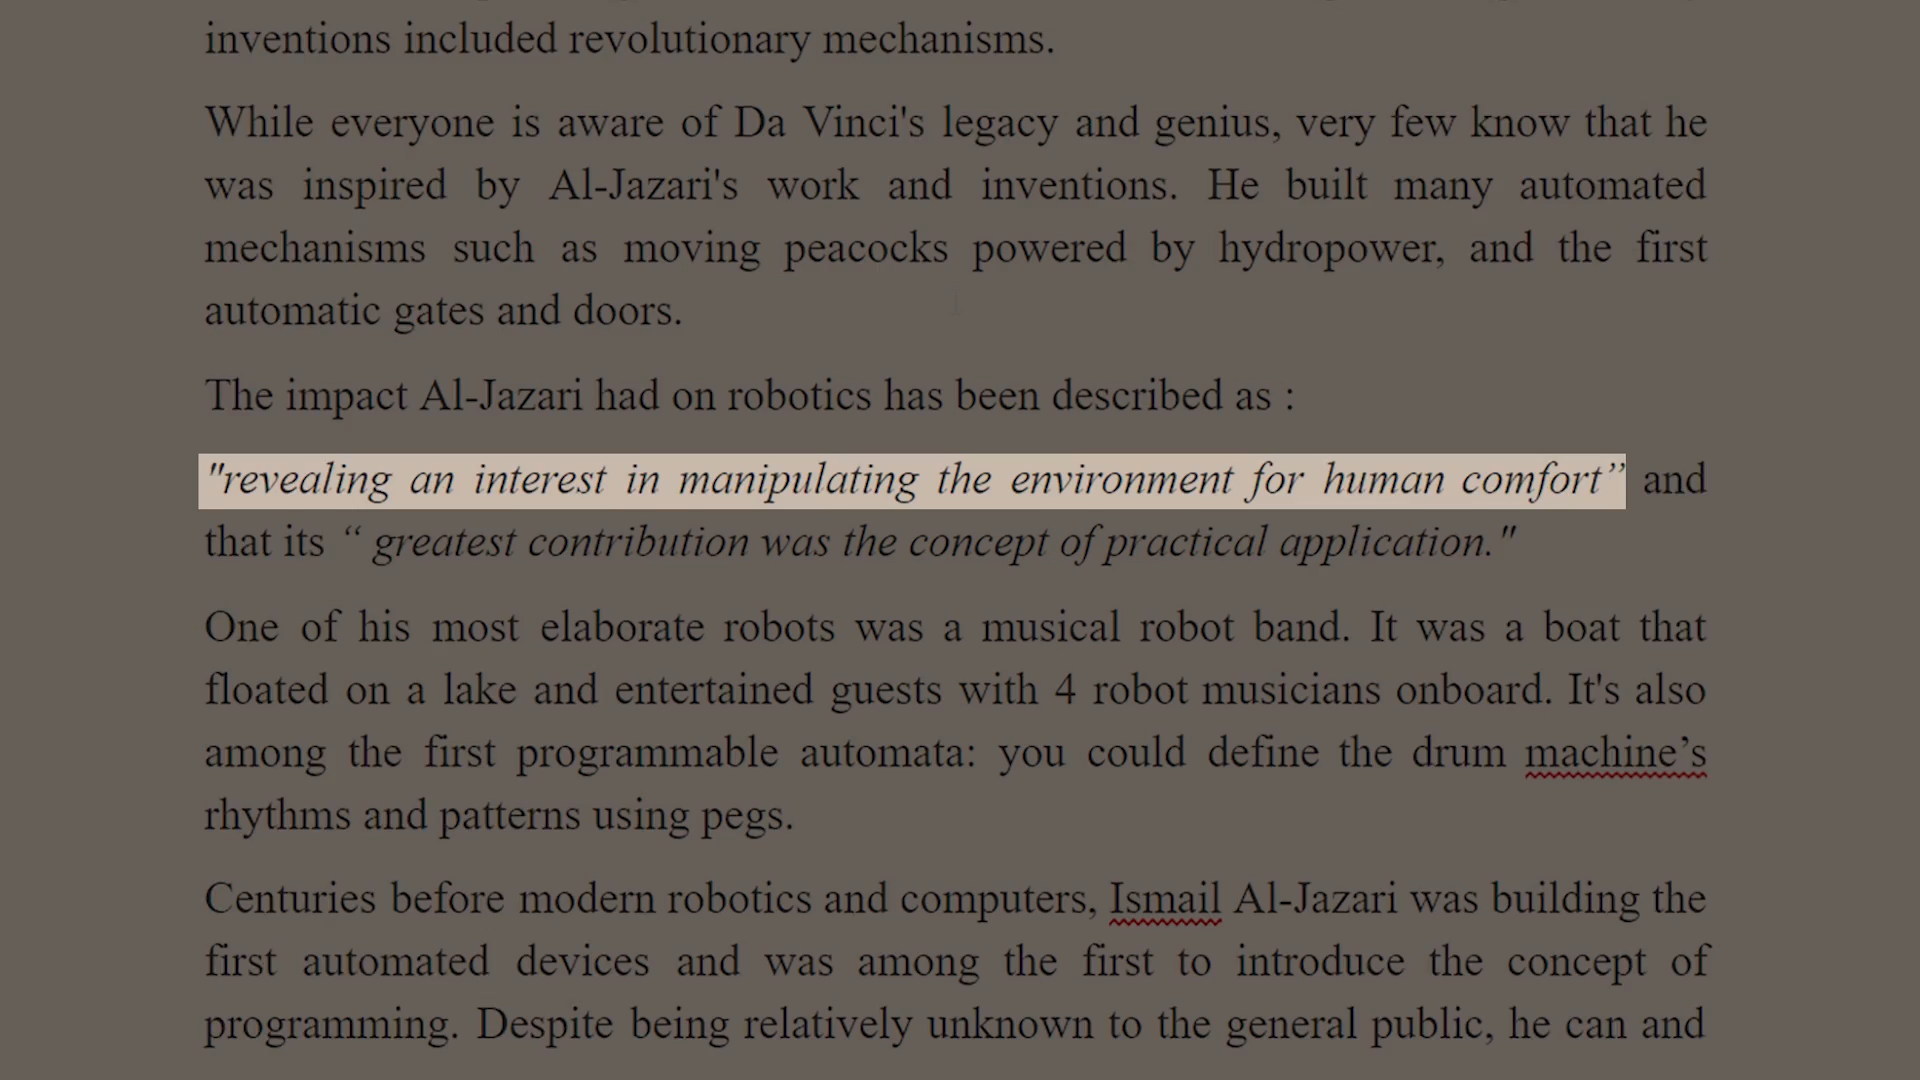 inventions included revolutionary mechanisms.
While everyone is aware of Da Vinci's legacy and genius, very few know that he
was inspired by Al-Jazari's work and inventions. He built many automated
mechanisms such as moving peacocks powered by hydropower, and the first
automatic gates and doors.
The impact Al-Jazari had on robotics has been described as :
"revealing an interest in manipulating the environment for human comfort” and
that its “ greatest contribution was the concept of practical application."
One of his most elaborate robots was a musical robot band. It was a boat that
floated on a lake and entertained guests with 4 robot musicians onboard. It's also
among the first programmable automata: you could define the drum machine’s
rhythms and patterns using pegs.
Centuries before modern robotics and computers, Ismail Al-Jazari was building the
first automated devices and was among the first to introduce the concept of
programming. Despite being relatively unknown to the general public, he can and